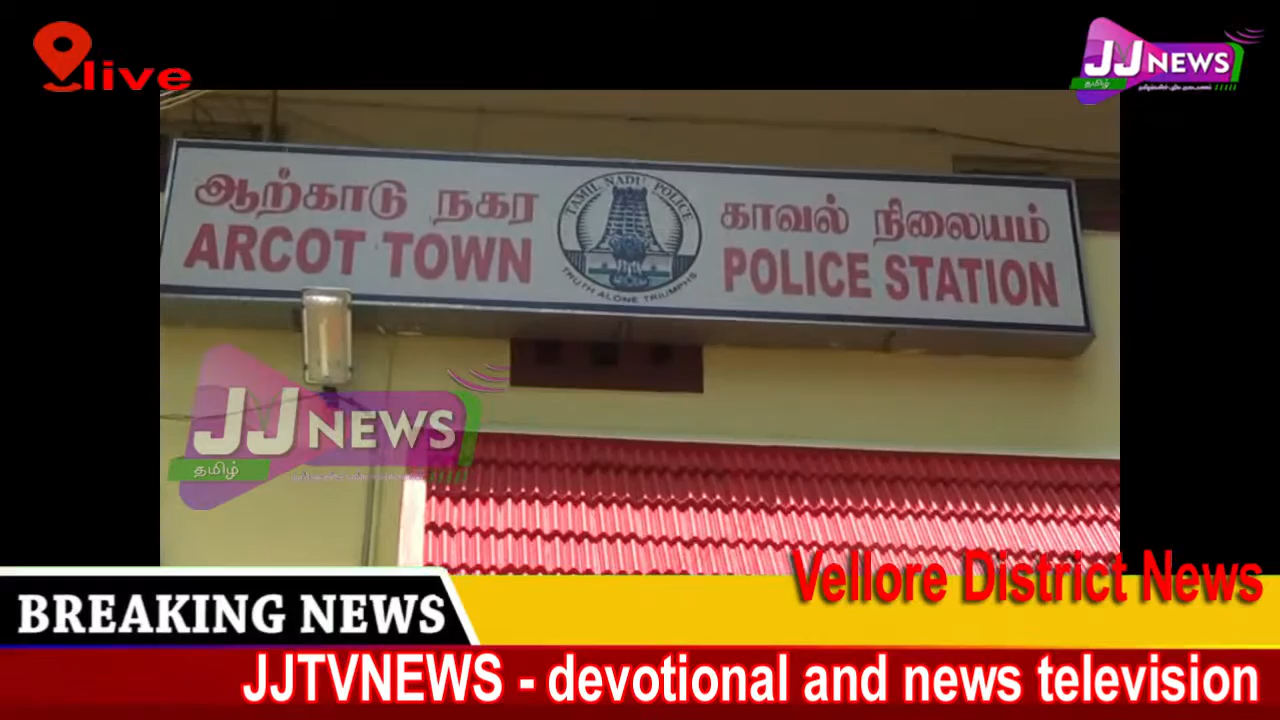 live
JJ NEWS
தமிழ்
ஆற்காடு நகர
ARCOT TOWN
TAMIL NADU POLICE
TRUTH ALONE TRIUMPHS
காவல் நிலையம்
POLICE STATION
JJ NEWS
தமிழ்
Vellore District News
BREAKING NEWS
JJTVNEWS - devotional and news television